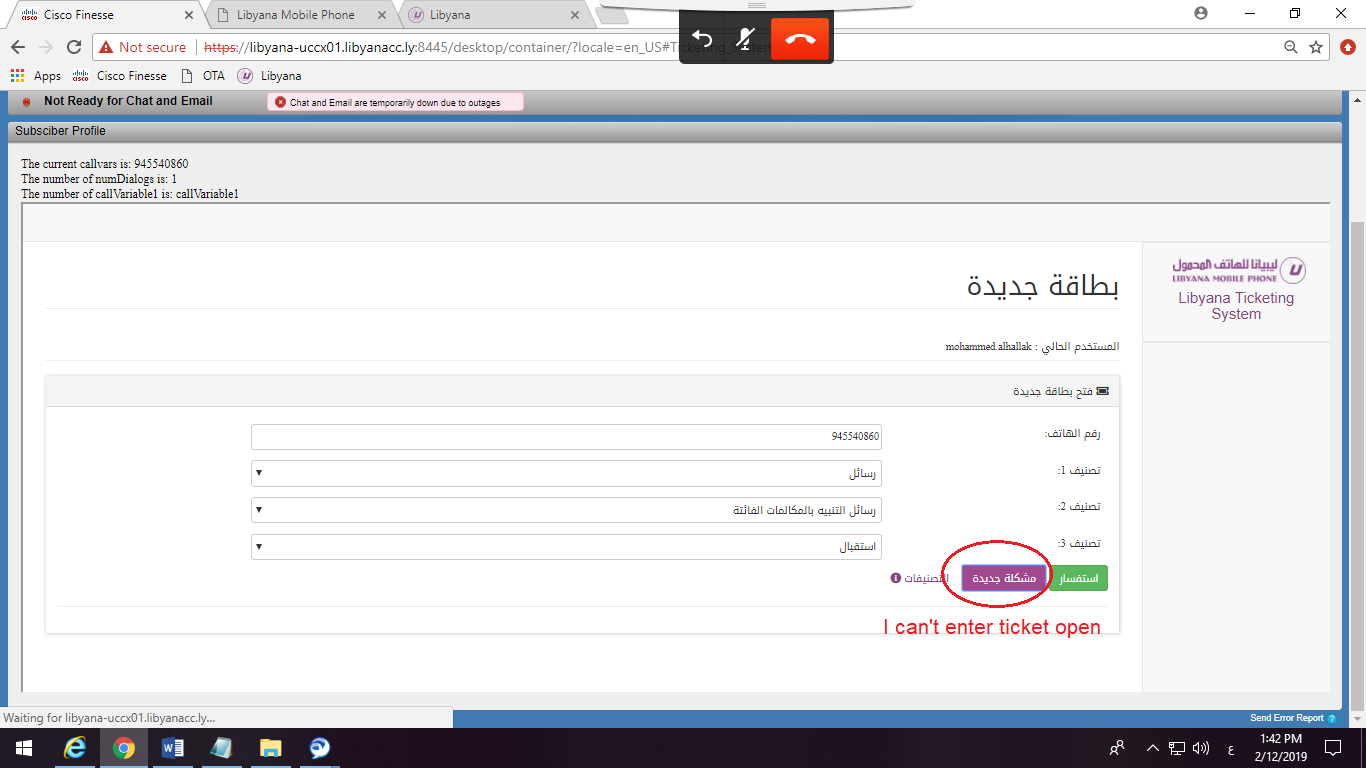 Cisco Finesse
Libyana Mobile Phone
Libyana
Not secure
https://libyana-uccx01.libyanacc.ly:8445/desktop/container/?locale=en_US#Ticketing_System
Apps
Cisco Finesse
OTA
Libyana
Not Ready for Chat and Email
Chat and Email are temporarily down due to outages
Subsciber Profile
The current callvars is: 945540860
The number of numDialogs is: 1
The number of callVariable1 is: callVariable1
ليبيانا للهاتف المحمول
LIBYANA MOBILE PHONE
Libyana Ticketing
System
بطاقة جديدة
المستخدم الحالي : mohammed.alhallak
فتح بطاقة جديدة
رقم الهاتف:
945540860
تصنيف 1:
رسائل
تصنيف 2:
رسائل التنبيه بالمكالمات الفائتة
تصنيف 3:
استقبال
استفسار
مشكلة جديدة
التصنيفات
I can't enter ticket open
Waiting for libyana-uccx01.libyanacc.ly...
Send Error Report
ع
1:42 PM
2/12/2019